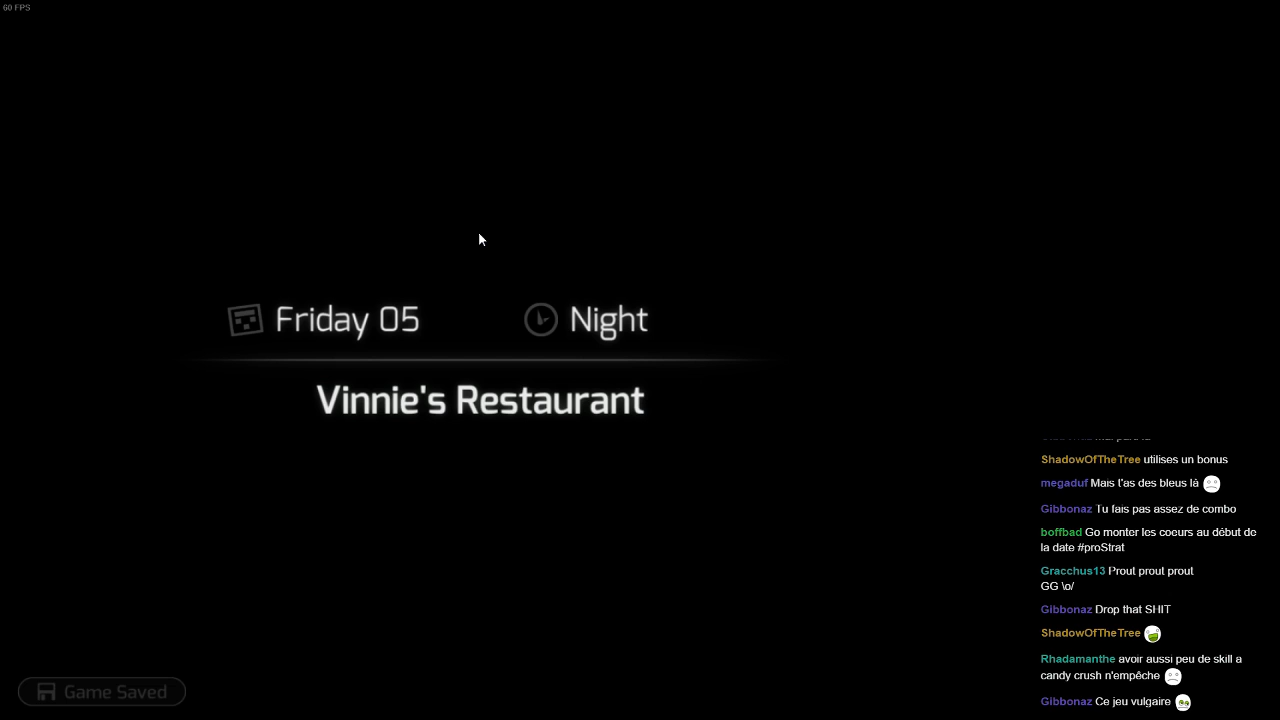 60 FPS
Friday 05
Night
Vinnie's Restaurant
ShadowOfTheTree utilises un bonus
megaduf Mais t'as des bleus là
Gibbonaz Tu fais pas assez de combo
boffbad Go monter les coeurs au début de
la date #proStrat
Gracchus13 Prout prout prout
GG \o/
Gibbonaz Drop that SHIT
ShadowOfTheTree
Rhadamanthe avoir aussi peu de skill a
candy crush n'empêche
Gibbonaz Ce jeu vulgaire
Game Saved